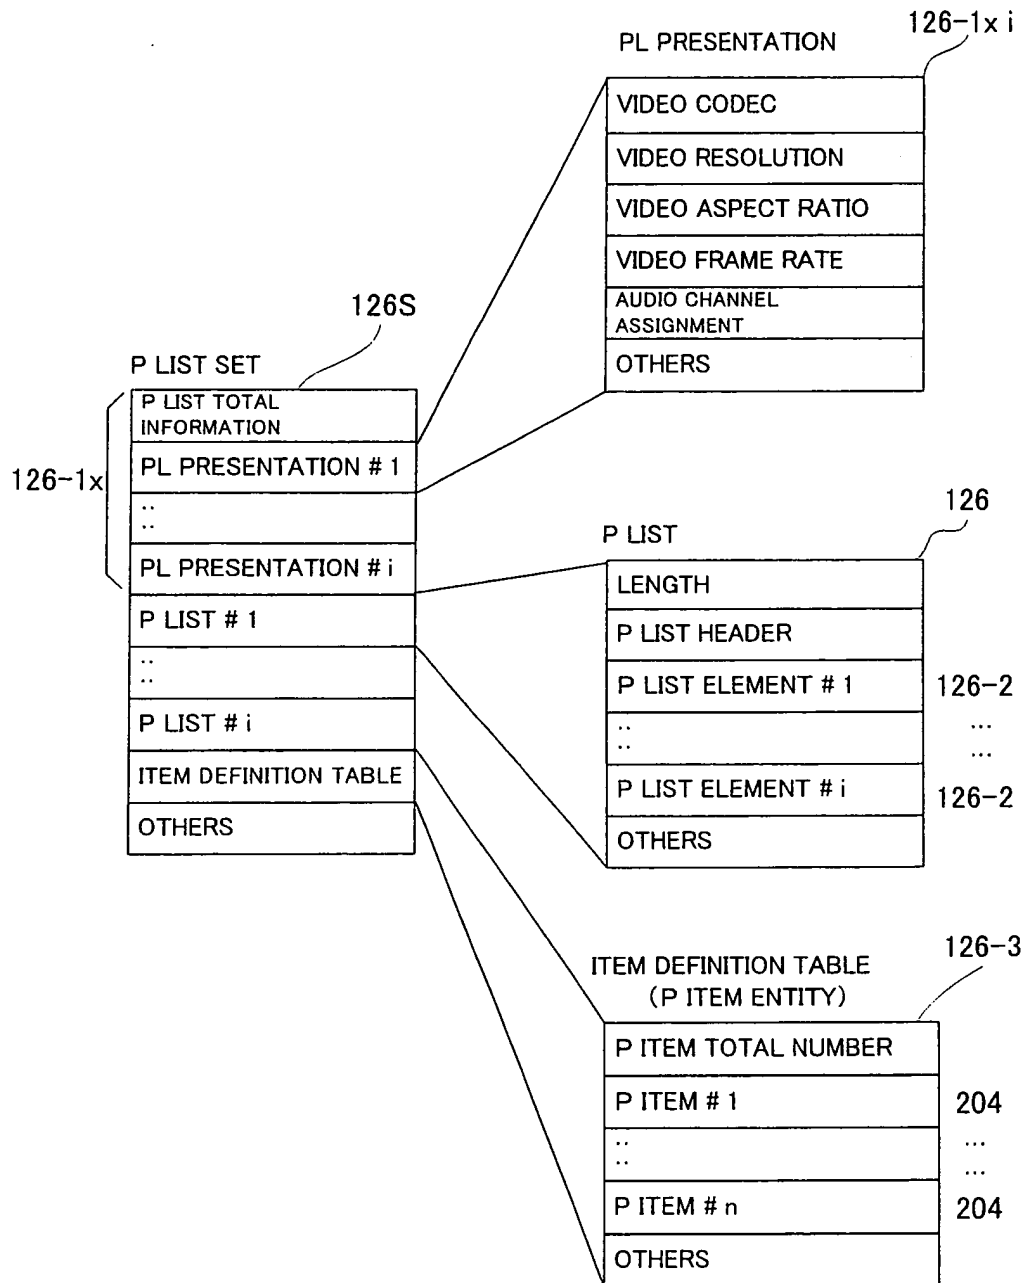 126-1x i
PL PRESENTATION
VIDEO CODEC
VIDEO RESOLUTION
VIDEO ASPECT RATIO
VIDEO FRAME RATE
AUDIO CHANNEL
ASSIGNMENT
OTHERS
126S
P LIST SET
P LIST TOTAL
INFORMATION
PL PRESENTATION # 1
:
:
PL PRESENTATION # i
126-1x
P LIST # 1
:
:
P LIST # i
ITEM DEFINITION TABLE
OTHERS
126
P LIST
LENGTH
P LIST HEADER
P LIST ELEMENT # 1 126-2
: ...
: ...
P LIST ELEMENT # i 126-2
OTHERS
126-3
ITEM DEFINITION TABLE
(P ITEM ENTITY)
P ITEM TOTAL NUMBER
P ITEM # 1 204
: ...
: ...
P ITEM # n 204
OTHERS